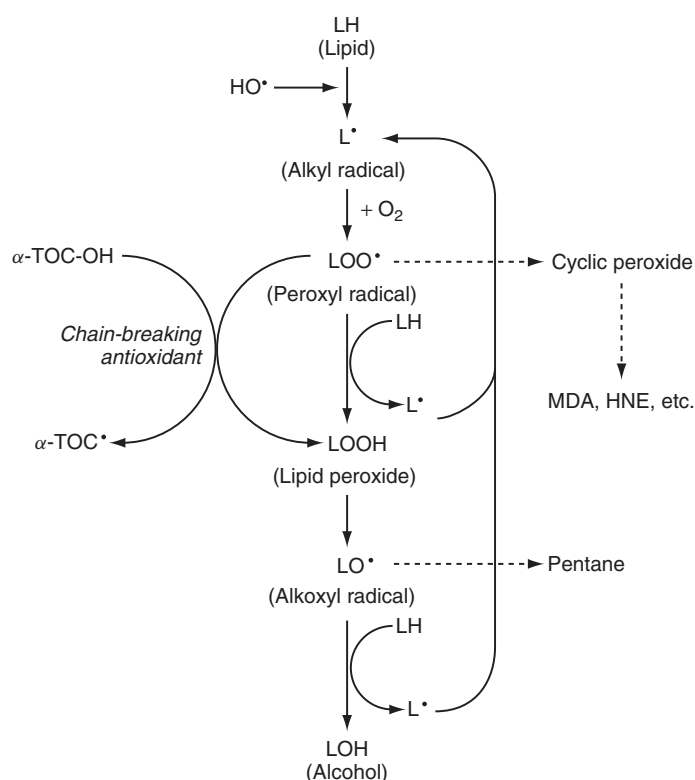 LH
(Lipid)
HO•
L•
(Alkyl radical)
+ O₂
α-TOC-OH
LOO•
Cyclic peroxide
(Peroxyl radical)
LH
Chain-breaking
antioxidant
L•
MDA, HNE, etc.
α-TOC•
LOOH
(Lipid peroxide)
LO•
Pentane
(Alkoxyl radical)
LH
L•
LOH
(Alcohol)